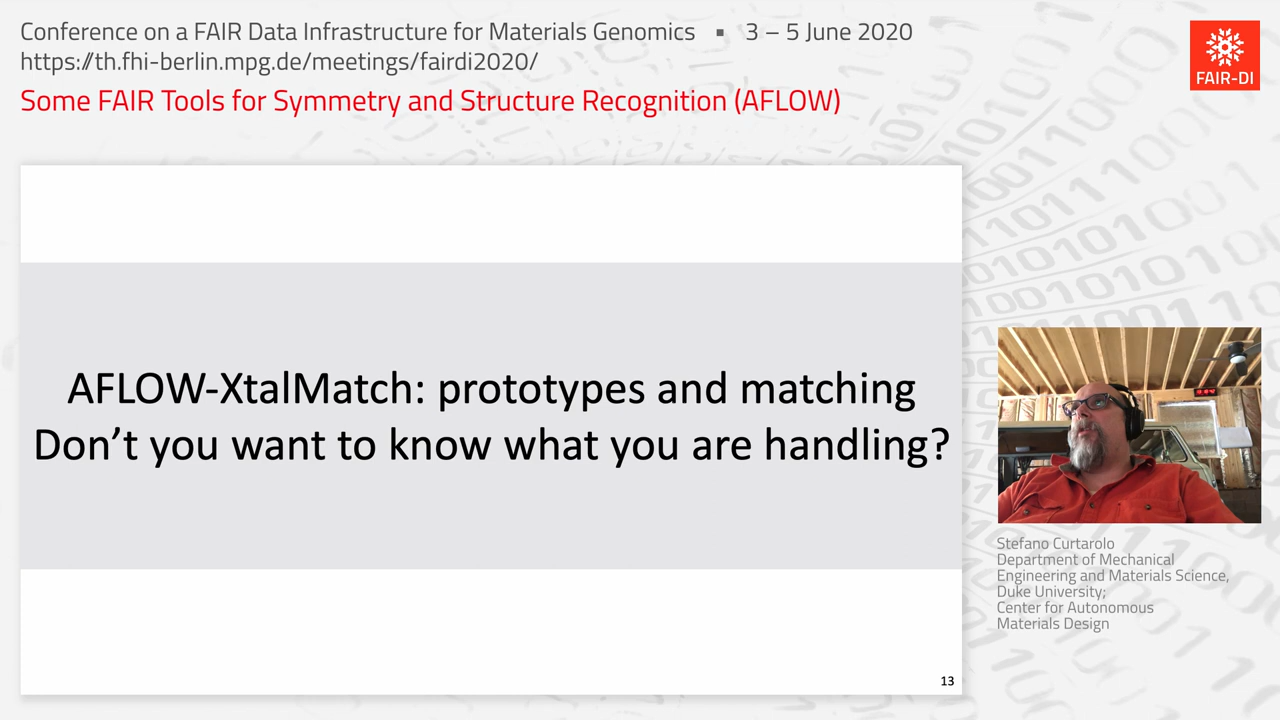 Conference on a FAIR Data Infrastructure for Materials Genomics ▪ 3 – 5 June 2020
https://th.fhi-berlin.mpg.de/meetings/fairdi2020/
Some FAIR Tools for Symmetry and Structure Recognition (AFLOW)
FAIR-DI
AFLOW-XtalMatch: prototypes and matching
Don’t you want to know what you are handling?
13
Stefano Curtarolo
Department of Mechanical
Engineering and Materials Science,
Duke University;
Center for Autonomous
Materials Design